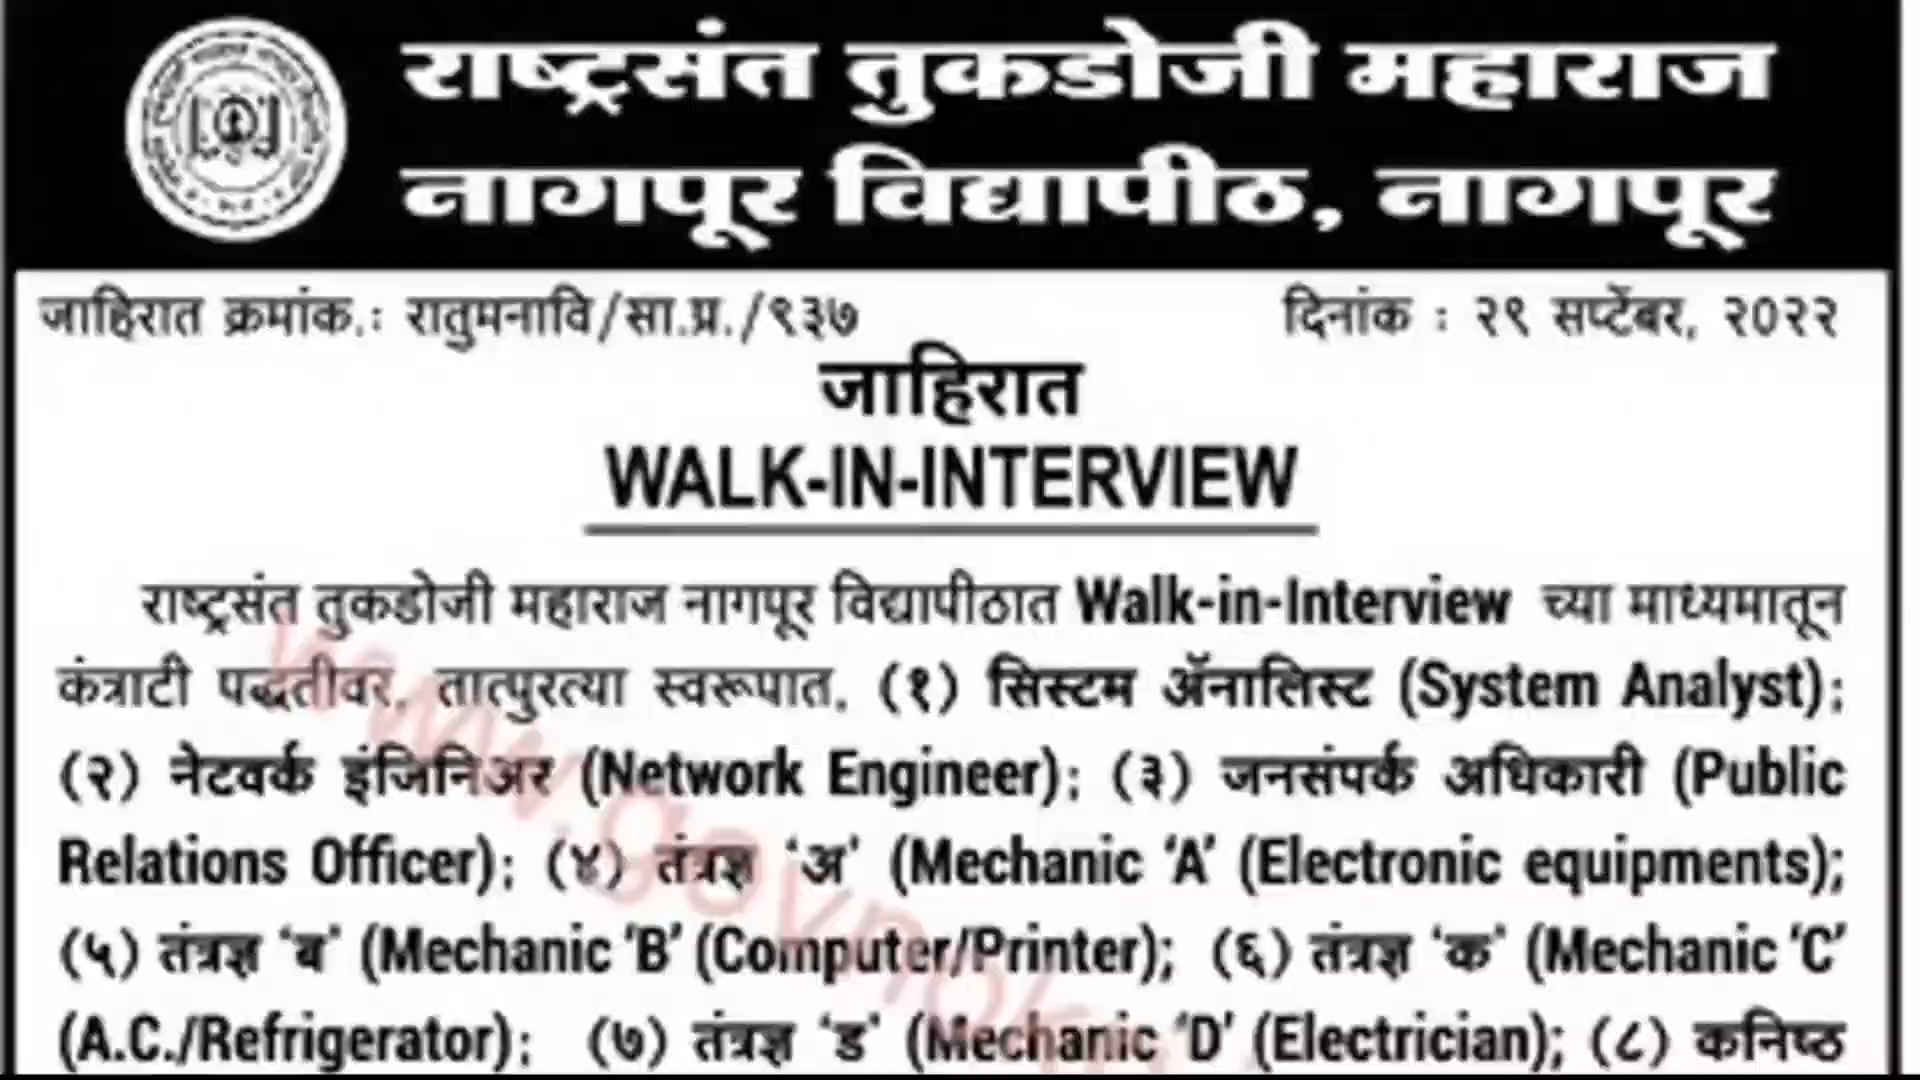 राष्ट्रसंत तुकडोजी महाराज
नागपूर विद्यापीठ, नागपूर
जाहिरात क्रमांक.: रातुमनावि/सा.प्र./९३७ दिनांक : २९ सप्टेंबर, २०२२
जाहिरात
WALK-IN-INTERVIEW
राष्ट्रसंत तुकडोजी महाराज नागपूर विद्यापीठात Walk-in-Interview च्या माध्यमातून
कंत्राटी पद्धतीवर, तात्पुरत्या स्वरूपात, (१) सिस्टम ॲनालिस्ट (System Analyst);
(२) नेटवर्क इंजिनिअर (Network Engineer); (३) जनसंपर्क अधिकारी (Public
Relations Officer); (४) तंत्रज्ञ ‘अ’ (Mechanic ‘A’ (Electronic equipments);
(५) तंत्रज्ञ ‘ब’ (Mechanic ‘B’ (Computer/Printer); (६) तंत्रज्ञ ‘क’ (Mechanic ‘C’
(A.C./Refrigerator); (७) तंत्रज्ञ ‘ड’ (Mechanic ‘D’ (Electrician); (८) कनिष्ठ